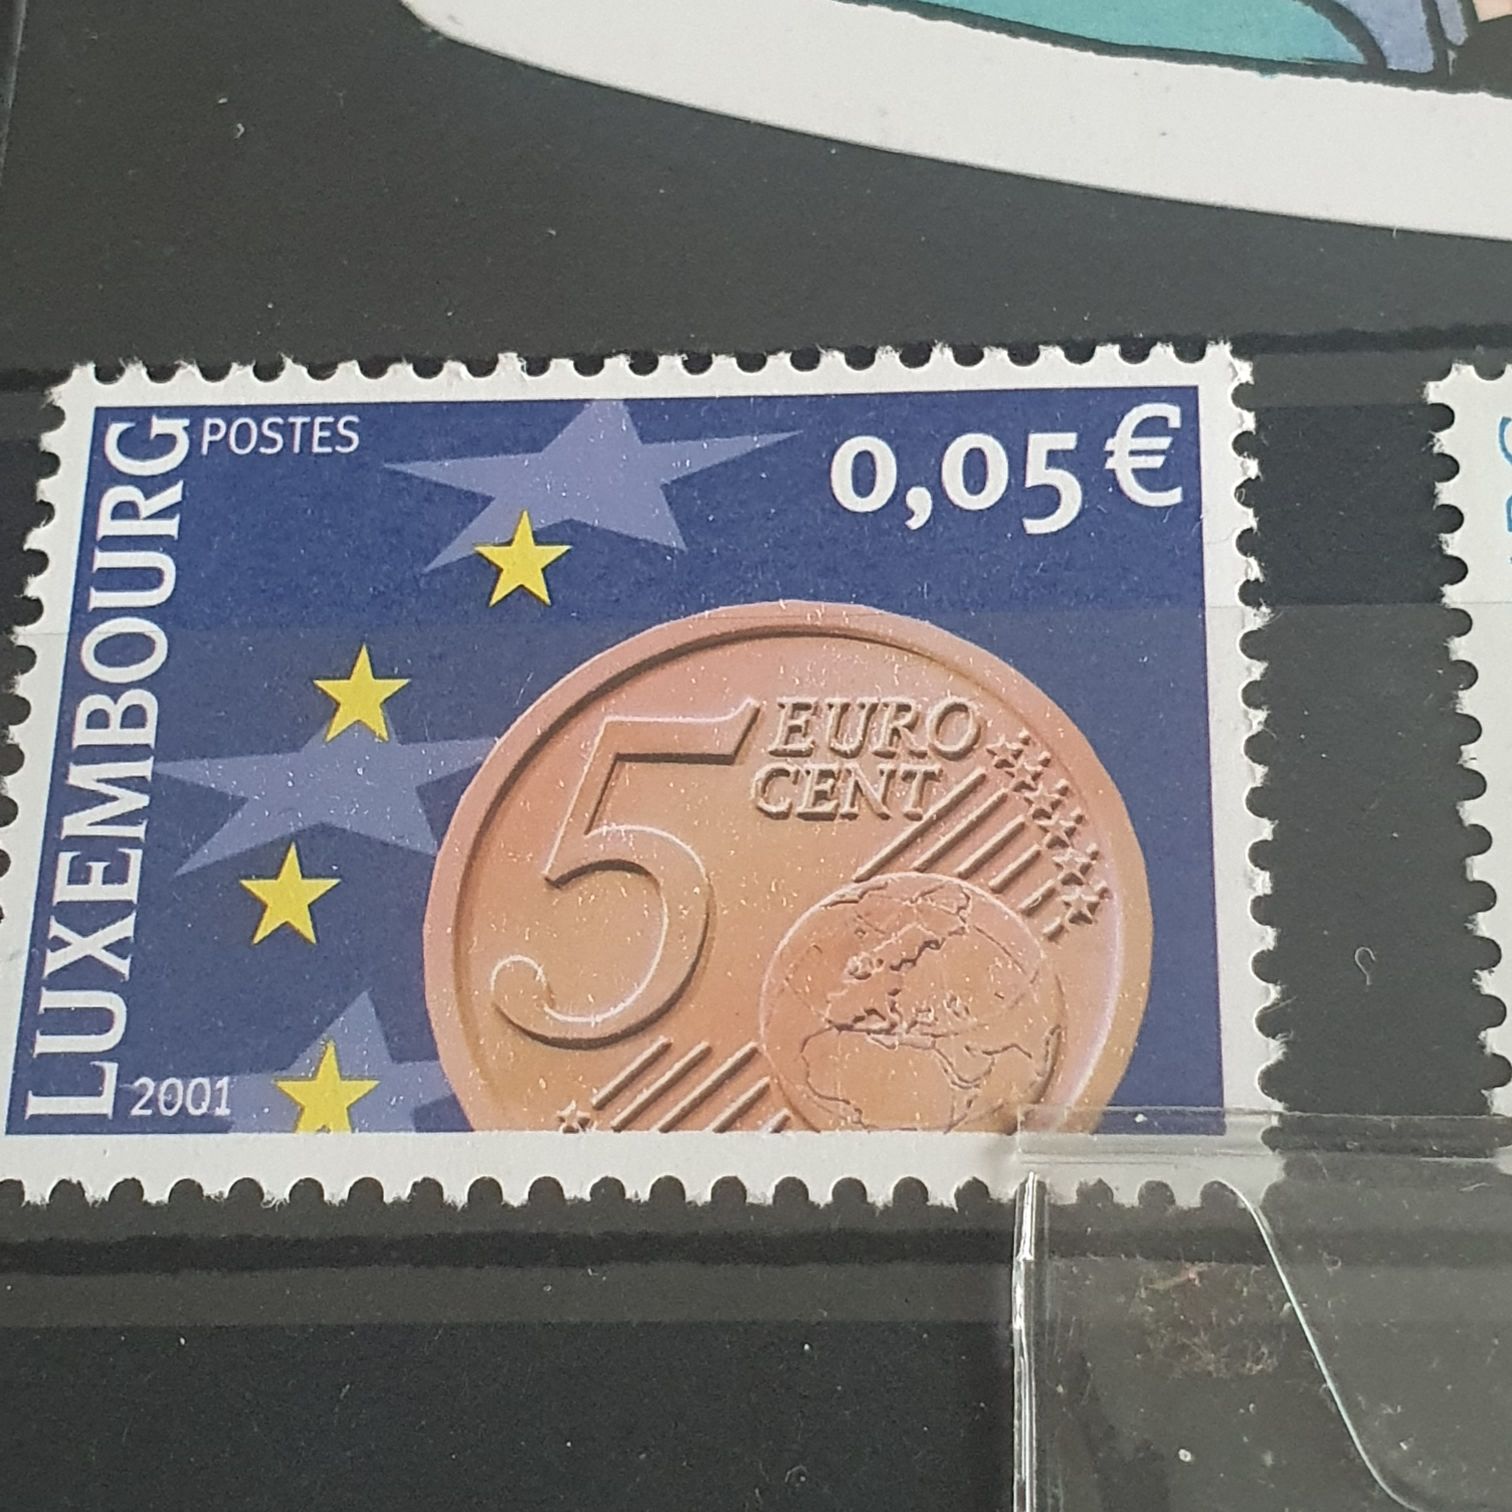 LUXEMBOURG
POSTES
0,05 €
5 EURO
CENT
2001